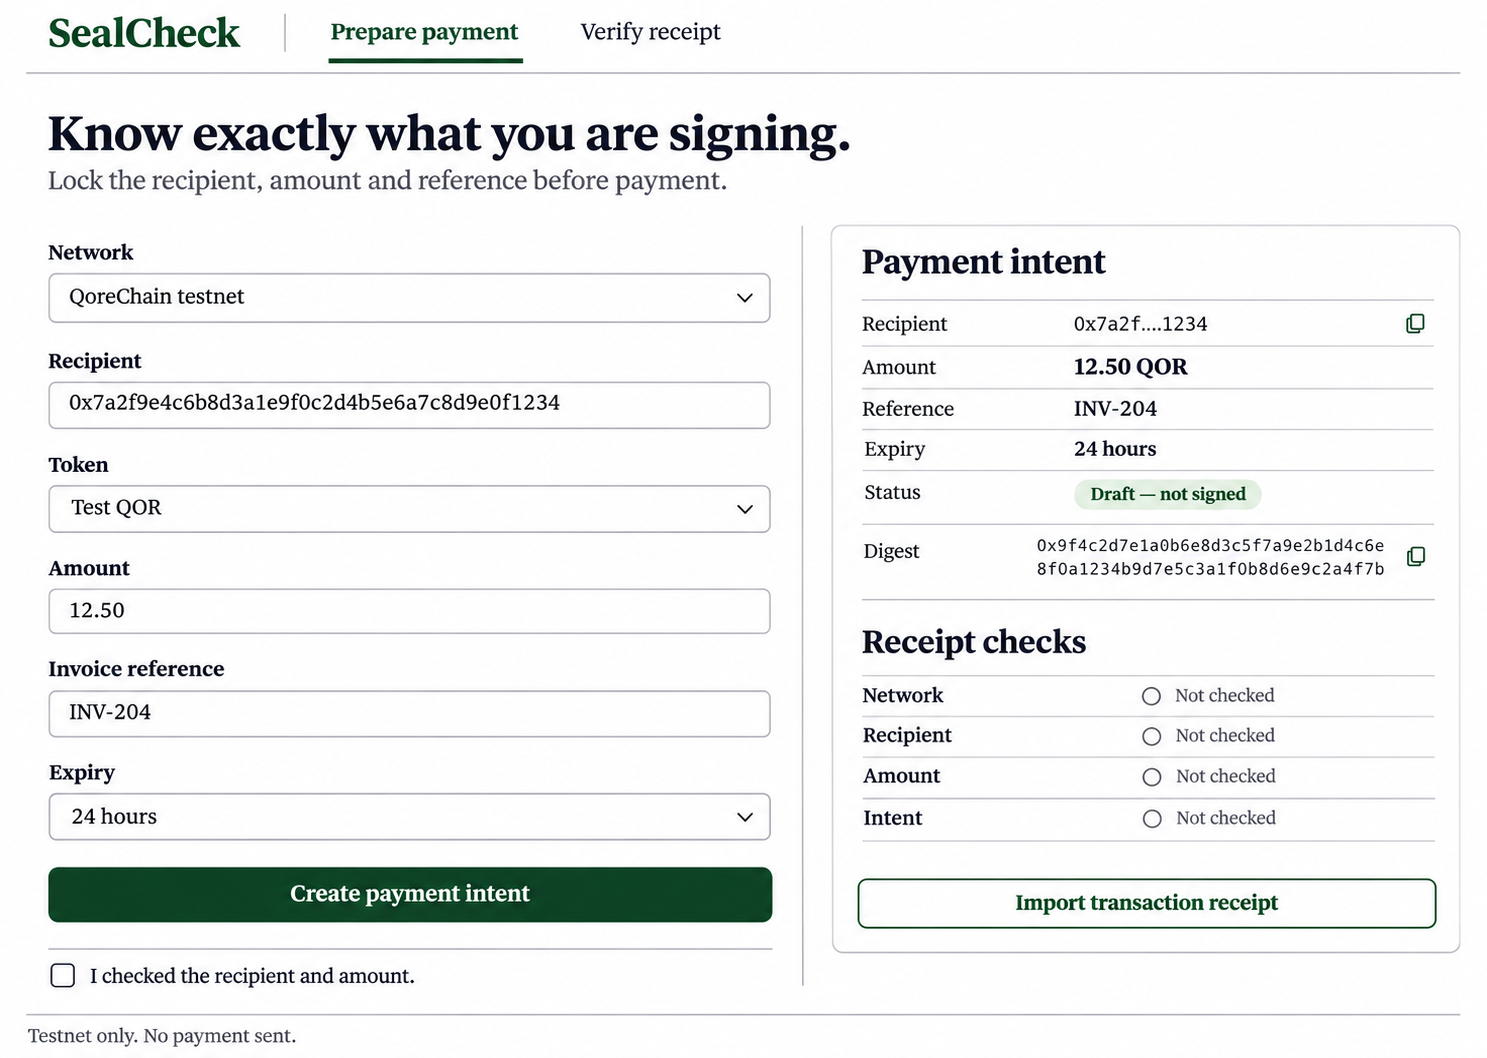 SealCheck
Prepare payment
Verify receipt
Know exactly what you are signing.
Lock the recipient, amount and reference before payment.
Network
QoreChain testnet
Recipient
0x7a2f9e4c6b8d3a1e9f0c2d4b5e6a7c8d9e0f1234
Token
Test QOR
Amount
12.50
Invoice reference
INV-204
Expiry
24 hours
Create payment intent
I checked the recipient and amount.
Payment intent
Recipient 0x7a2f....1234
Amount 12.50 QOR
Reference INV-204
Expiry 24 hours
Status Draft — not signed
Digest 0x9f4c2d7e1a0b6e8d3c5f7a9e2b1d4c6e
8f0a1234b9d7e5c3a1f0b8d6e9c2a4f7b
Receipt checks
Network Not checked
Recipient Not checked
Amount Not checked
Intent Not checked
Import transaction receipt
Testnet only. No payment sent.